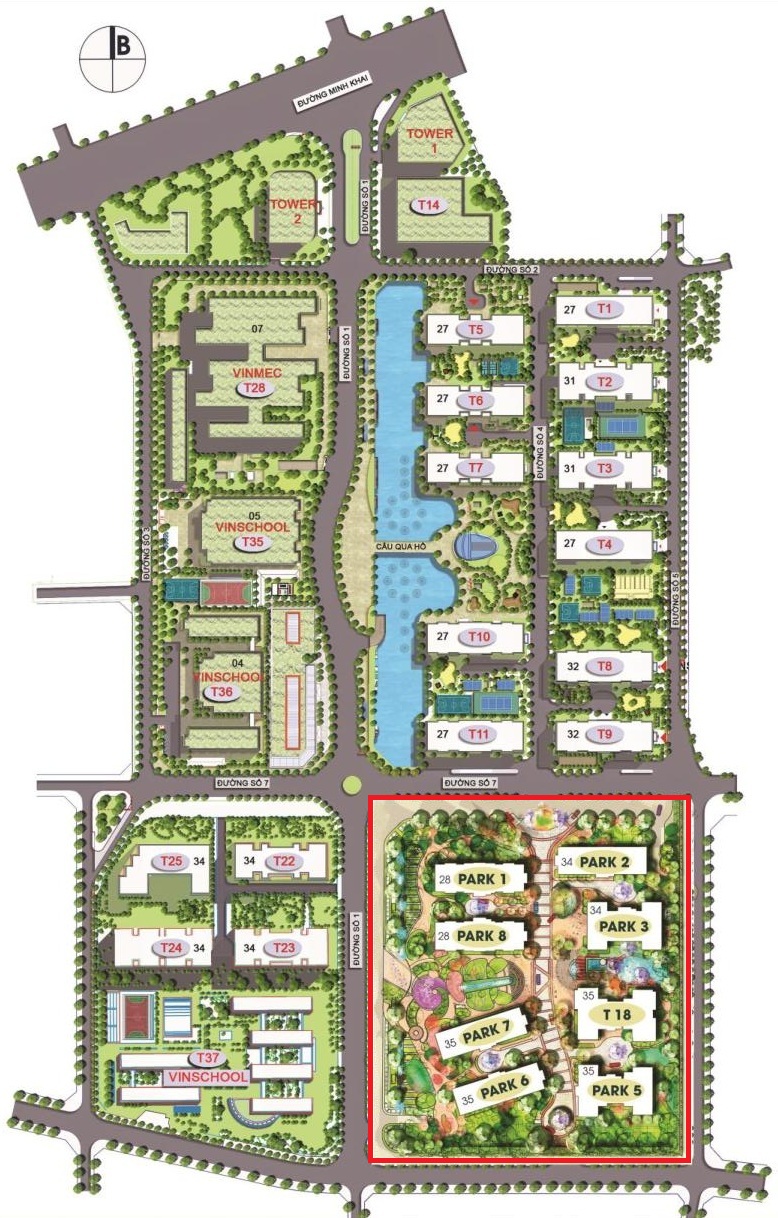 B
ĐƯỜNG MINH KHAI
TOWER
1
TOWER
2
ĐƯỜNG SỐ 1
T14
ĐƯỜNG SỐ 2
27 T1
27 T5
07
ĐƯỜNG SỐ 1
VINMEC
T28
31 T2
27 T6
ĐƯỜNG SỐ 4
27 T7
31 T3
05
VINSCHOOL
T35
ĐƯỜNG SỐ 3
CẦU QUA HỒ
27 T4
ĐƯỜNG SỐ 5
27 T10
04
VINSCHOOL
T36
32 T8
27 T11
32 T9
ĐƯỜNG SỐ 7
ĐƯỜNG SỐ 7
T25 34
34 T22
T24 34
34 T23
ĐƯỜNG SỐ 1
T37
VINSCHOOL
28 PARK 1
34 PARK 2
34
PARK 3
28 PARK 8
35
T 18
35 PARK 7
35 PARK 6
35
PARK 5